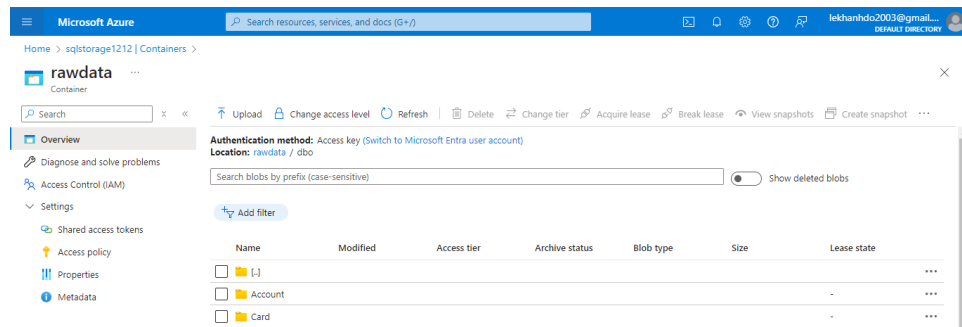 Microsoft Azure
Search resources, services, and docs (G+/)
lekhanhdo2003@gmail....
DEFAULT DIRECTORY
Home > sqlstorage1212 | Containers >
rawdata ...
Container
Search
Upload Change access level Refresh Delete Change tier Acquire lease Break lease View snapshots Create snapshot ...
Overview
Diagnose and solve problems
Access Control (IAM)
Settings
Shared access tokens
Access policy
Properties
Metadata
Authentication method: Access key (Switch to Microsoft Entra user account)
Location: rawdata / dbo
Search blobs by prefix (case-sensitive)
Show deleted blobs
Add filter
Name Modified Access tier Archive status Blob type Size Lease state
[..] ...
Account - ...
Card - ...